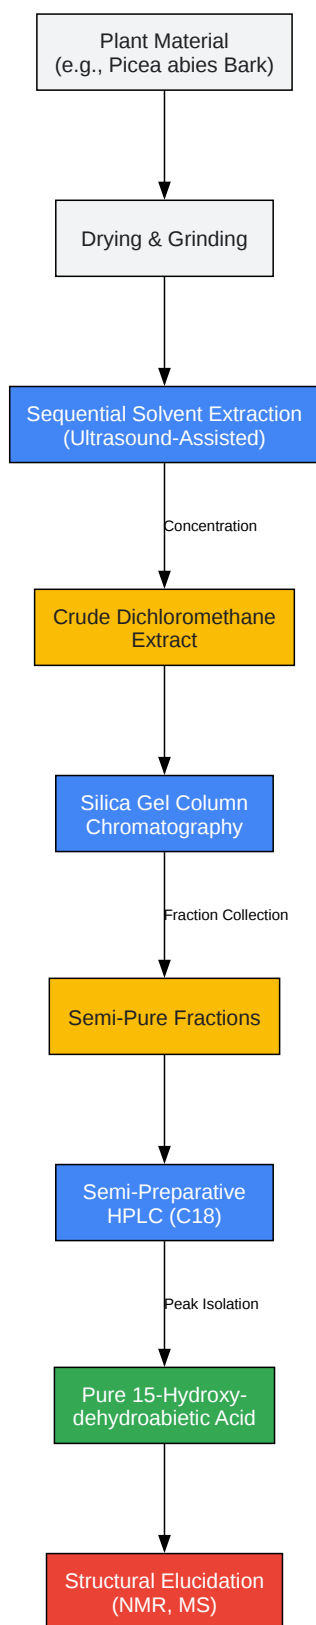 Plant Material
(e.g., Picea abies Bark)
Drying & Grinding
Sequential Solvent Extraction
(Ultrasound-Assisted)
Concentration
Crude Dichloromethane
Extract
Silica Gel Column
Chromatography
Fraction Collection
Semi-Pure Fractions
Semi-Preparative
HPLC (C18)
Peak Isolation
Pure 15-Hydroxy-
dehydroabietic Acid
Structural Elucidation
(NMR, MS)